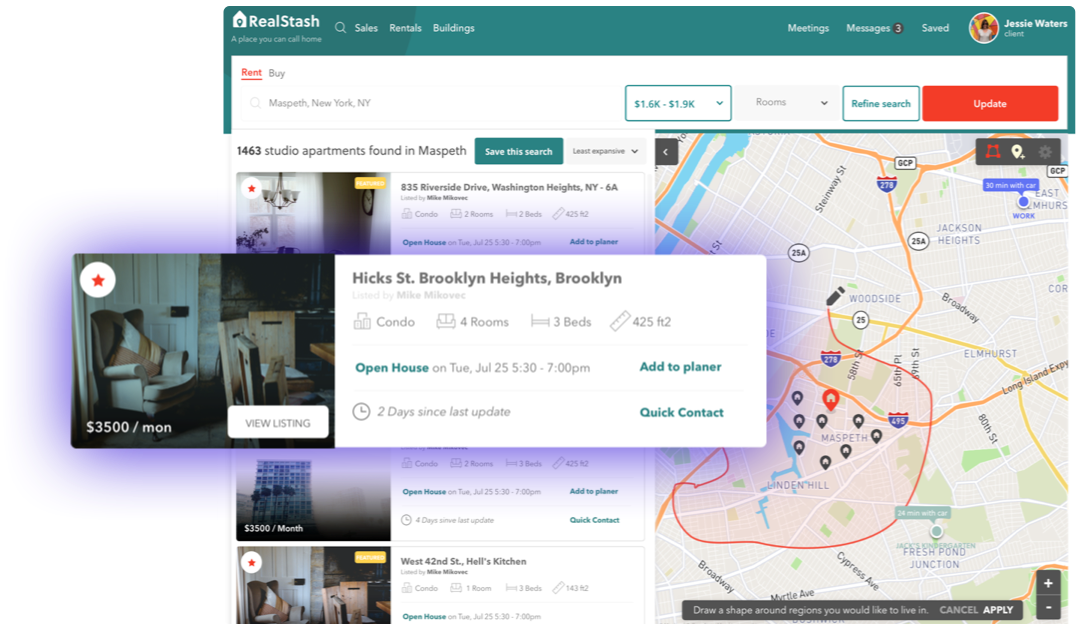 RealStash
A place you can call home
Sales
Rentals
Buildings
Meetings
Messages 3
Saved
Jessie Waters
client
Rent
Buy
Maspeth, New York, NY
$1.6K - $1.9K
Rooms
Refine search
Update
1463 studio apartments found in Maspeth
Save this search
Least expansive
FEATURED
835 Riverside Drive, Washington Heights, NY - 6A
Listed by Mike Mikovec
Condo
2 Rooms
2 Beds
425 ft2
Open House on Tue, Jul 25 5:30 - 7:00pm
Add to planer
Hicks St. Brooklyn Heights, Brooklyn
Listed by Mike Mikovec
Condo
4 Rooms
3 Beds
425 ft2
Open House on Tue, Jul 25 5:30 - 7:00pm
Add to planer
2 Days since last update
Quick Contact
$3500 / mon
VIEW LISTING
Condo
2 Rooms
3 Beds
425 ft2
Open House on Tue, Jul 25 5:30 - 7:00pm
Add to planer
4 Days sinve last update
Quick Contact
$3500 / Month
FEATURED
West 42nd St., Hell's Kitchen
Listed by Mike Mikovec
Condo
1 Room
3 Beds
143 ft2
Open House on Tue, Jul 25 5:30 - 7:00pm
Steinway St
GCP
278
GCP
30 min with car
WORK
EAST
ELMHURS
JACKSON
HEIGHTS
25A
25A
WOODSIDE
Broadway
COR
25
278
58th St
65th Pl
69th St
ELMHURST
Long Island Expy
495
80th St
MASPETH
LINDEN HILL
24 min with car
JACK'S KINDERGARTEN
FRESH POND
JUNCTION
Broadway
Cypress Ave
Myrtle Ave
+
-
Draw a shape around regions you would like to live in.
CANCEL
APPLY